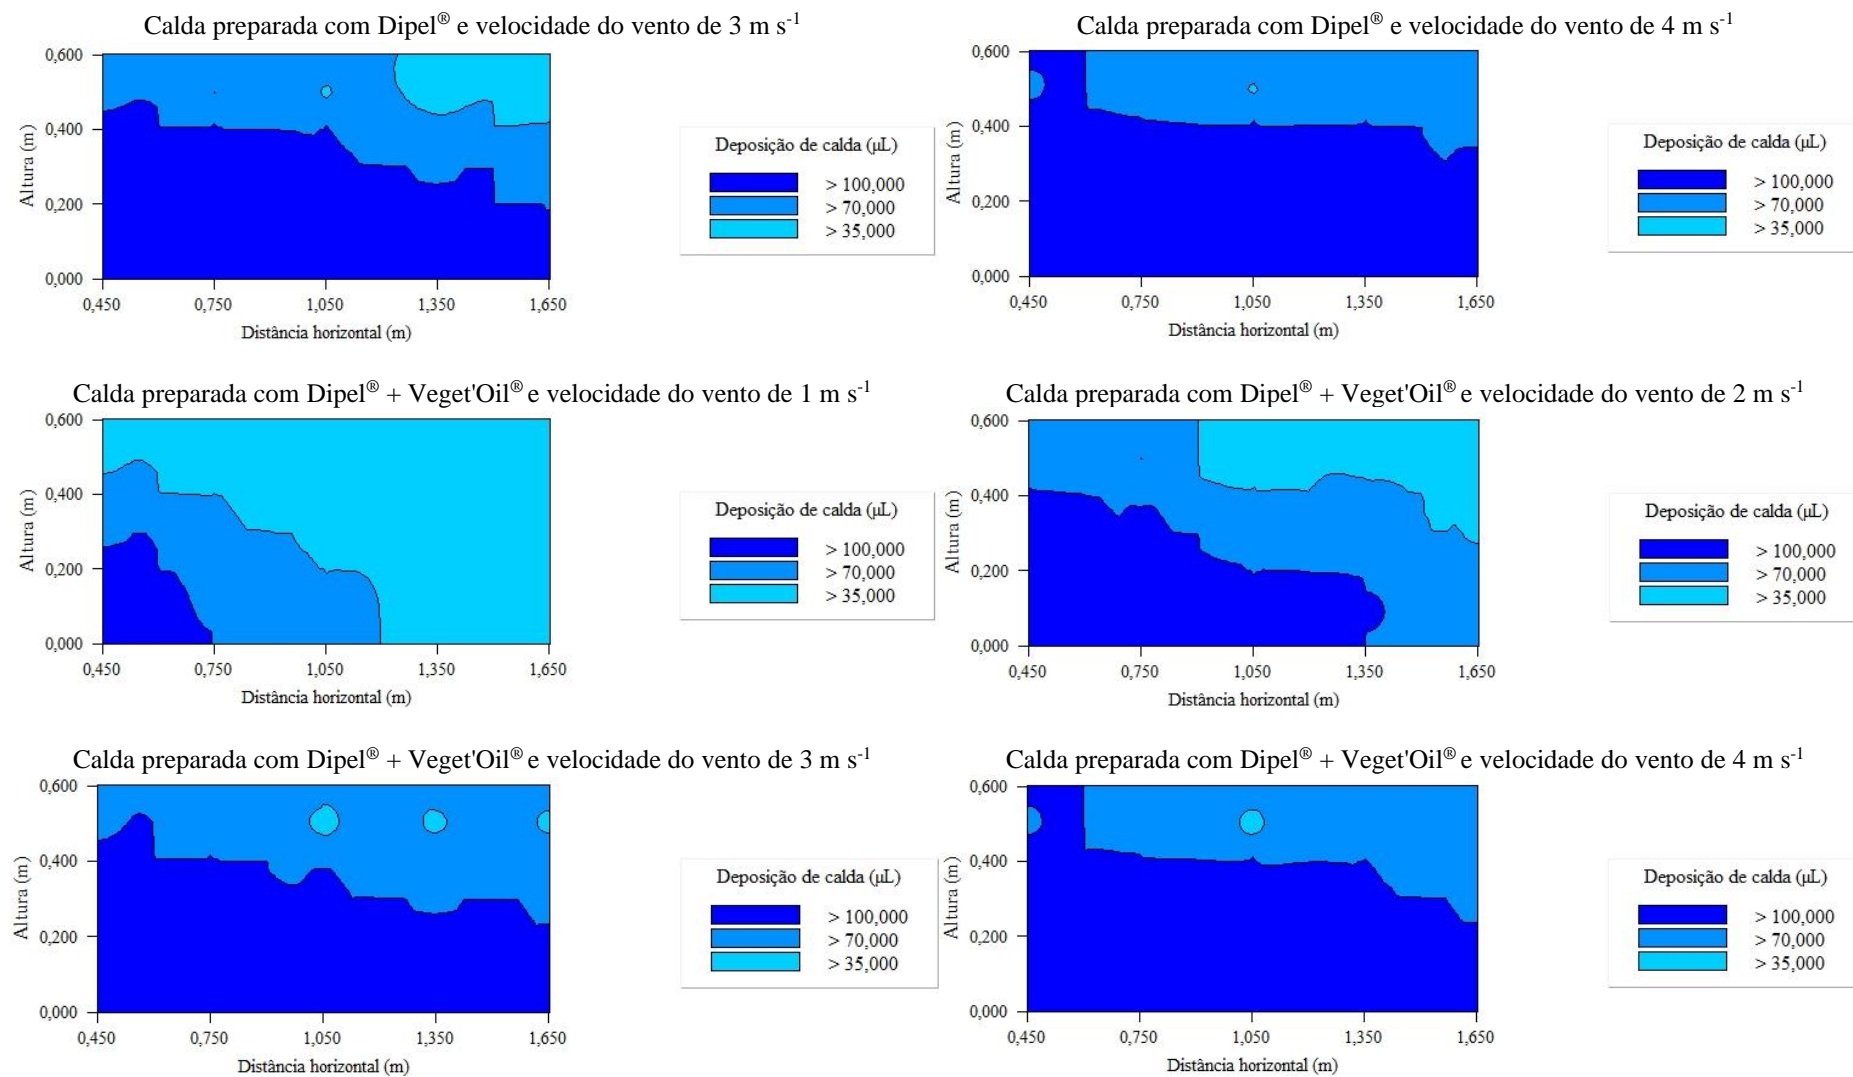 Calda preparada com Dipel® e velocidade do vento de 3 m s-1
0,600
0,400
0,200
0,000
Altura (m)
0,450 0,750 1,050 1,350 1,650
Distância horizontal (m)
Deposição de calda (µL)
> 100,000
> 70,000
> 35,000
Calda preparada com Dipel® e velocidade do vento de 4 m s-1
0,600
0,400
0,200
0,000
Altura (m)
0,450 0,750 1,050 1,350 1,650
Distância horizontal (m)
Deposição de calda (µL)
> 100,000
> 70,000
> 35,000
Calda preparada com Dipel® + Veget'Oil® e velocidade do vento de 1 m s-1
0,600
0,400
0,200
0,000
Altura (m)
0,450 0,750 1,050 1,350 1,650
Distância horizontal (m)
Deposição de calda (µL)
> 100,000
> 70,000
> 35,000
Calda preparada com Dipel® + Veget'Oil® e velocidade do vento de 2 m s-1
0,600
0,400
0,200
0,000
Altura (m)
0,450 0,750 1,050 1,350 1,650
Distância horizontal (m)
Deposição de calda (µL)
> 100,000
> 70,000
> 35,000
Calda preparada com Dipel® + Veget'Oil® e velocidade do vento de 3 m s-1
0,600
0,400
0,200
0,000
Altura (m)
0,450 0,750 1,050 1,350 1,650
Distância horizontal (m)
Deposição de calda (µL)
> 100,000
> 70,000
> 35,000
Calda preparada com Dipel® + Veget'Oil® e velocidade do vento de 4 m s-1
0,600
0,400
0,200
0,000
Altura (m)
0,450 0,750 1,050 1,350 1,650
Distância horizontal (m)
Deposição de calda (µL)
> 100,000
> 70,000
> 35,000